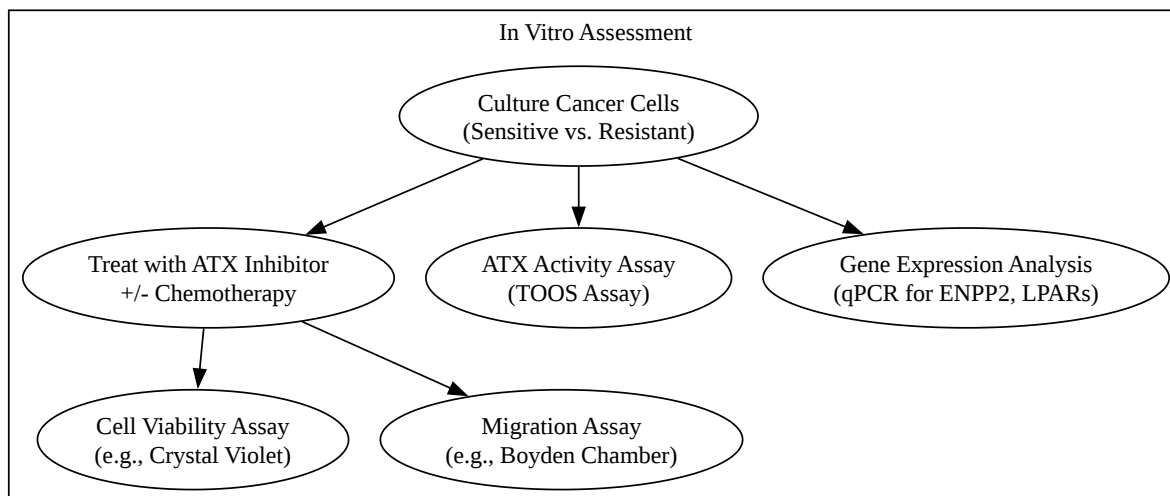 In Vitro Assessment
Culture Cancer Cells
(Sensitive vs. Resistant)
Treat with ATX Inhibitor
+/- Chemotherapy
ATX Activity Assay
(TOOS Assay)
Gene Expression Analysis
(qPCR for ENPP2, LPARs)
Cell Viability Assay
(e.g., Crystal Violet)
Migration Assay
(e.g., Boyden Chamber)